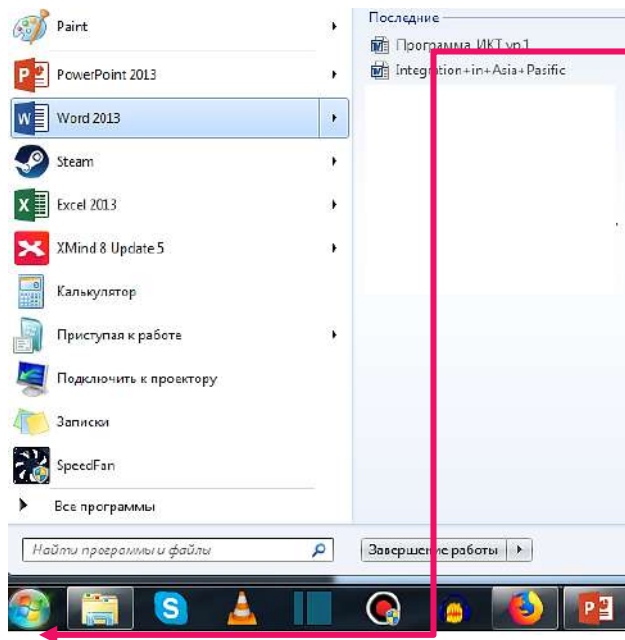 Paint
PowerPoint 2013
Word 2013
Steam
Excel 2013
XMind 8 Update 5
Калькулятор
Приступая к работе
Подключить к проектору
Записки
SpeedFan
Все программы
Найти программы и файлы
Последние
Программа ИКТ ур.1
Integration+in+Asia+Pasific
Завершение работы